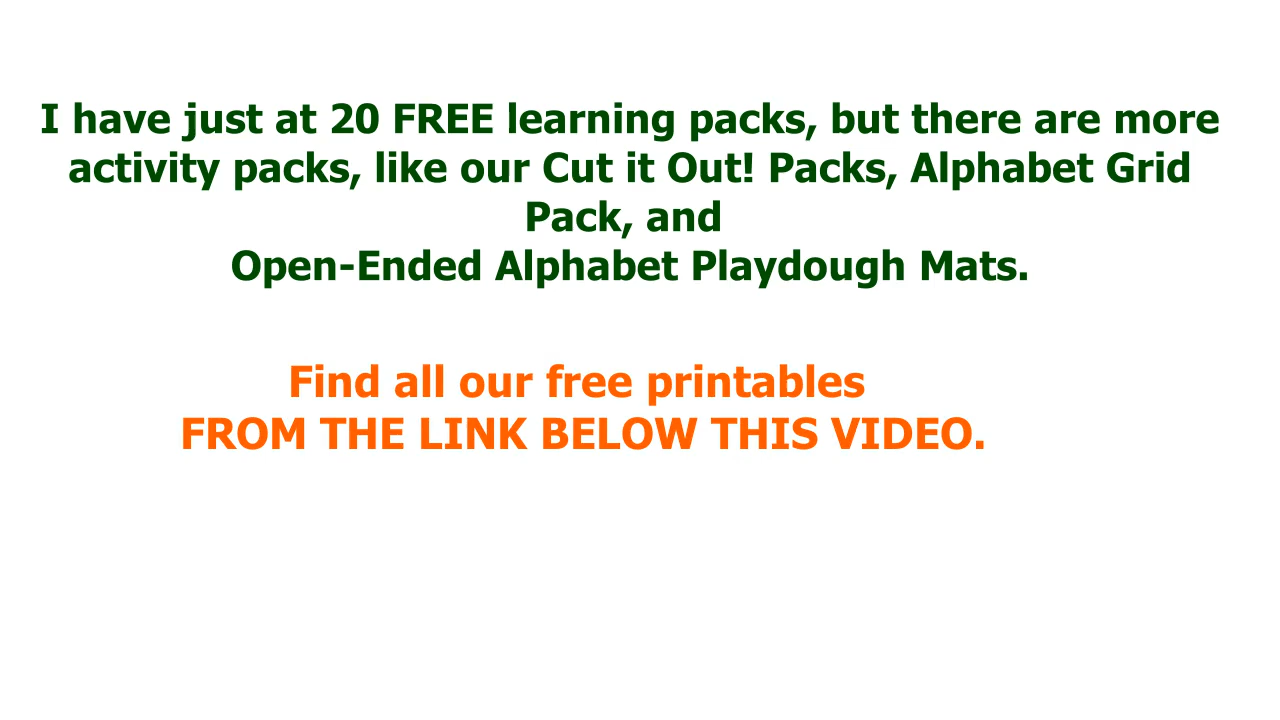 I have just at 20 FREE learning packs, but there are more
activity packs, like our Cut it Out! Packs, Alphabet Grid
Pack, and
Open-Ended Alphabet Playdough Mats.
Find all our free printables
FROM THE LINK BELOW THIS VIDEO.